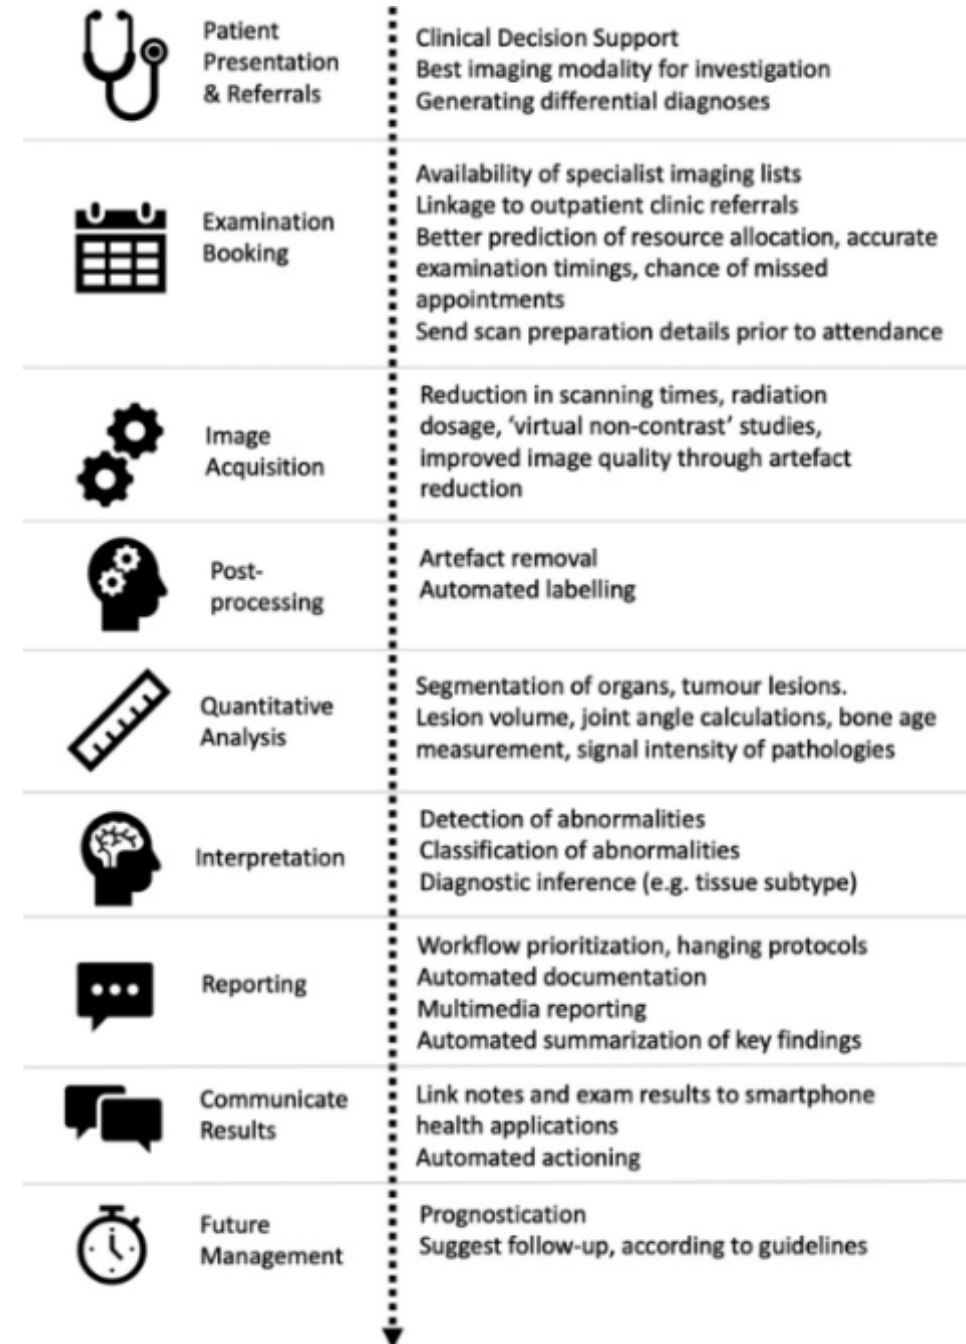 Patient
Presentation
& Referrals
Clinical Decision Support
Best imaging modality for investigation
Generating differential diagnoses
Examination
Booking
Availability of specialist imaging lists
Linkage to outpatient clinic referrals
Better prediction of resource allocation, accurate
examination timings, chance of missed
appointments
Send scan preparation details prior to attendance
Image
Acquisition
Reduction in scanning times, radiation
dosage, ‘virtual non-contrast’ studies,
improved image quality through artefact
reduction
Post-
processing
Artefact removal
Automated labelling
Quantitative
Analysis
Segmentation of organs, tumour lesions.
Lesion volume, joint angle calculations, bone age
measurement, signal intensity of pathologies
Interpretation
Detection of abnormalities
Classification of abnormalities
Diagnostic inference (e.g. tissue subtype)
Reporting
Workflow prioritization, hanging protocols
Automated documentation
Multimedia reporting
Automated summarization of key findings
Communicate
Results
Link notes and exam results to smartphone
health applications
Automated actioning
Future
Management
Prognostication
Suggest follow-up, according to guidelines